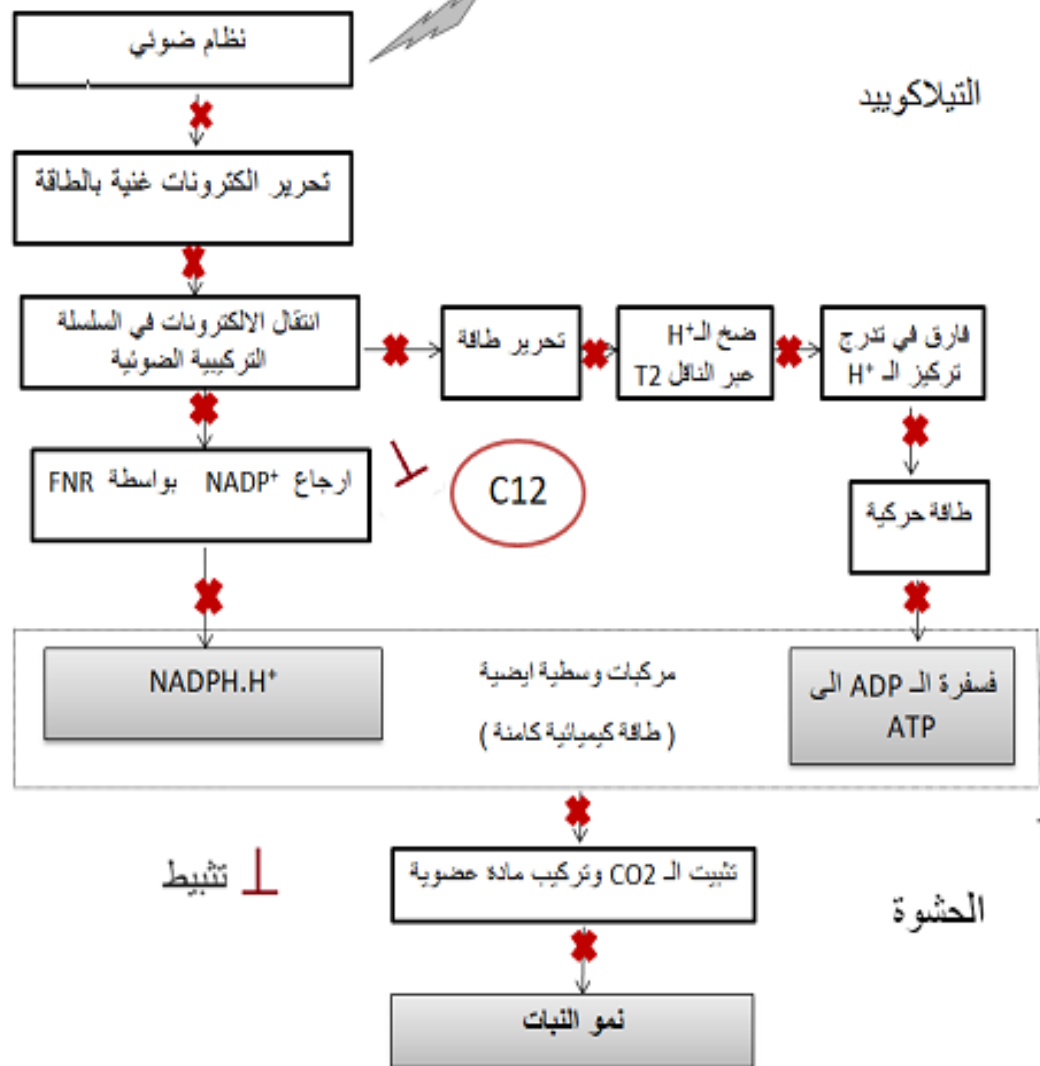 نظام ضوئي
التيلاكوييد
تحرير الكترونات غنية بالطاقة
انتقال الالكترونات في السلسلة
التركيبية الضوئية
تحرير طاقة
ضخ الـH⁺
عبر الناقل T2
فارق في تدرج
تركيز الـ H⁺
ارجاع NADP⁺ بواسطة FNR
C12
طاقة حركية
NADPH.H⁺
مركبات وسطية ايضية
( طاقة كيميائية كامنة )
فسفرة الـ ADP الى
ATP
تثبيط
تثبيت الـ CO2 وتركيب مادة عضوية
الحشوة
نمو النبات